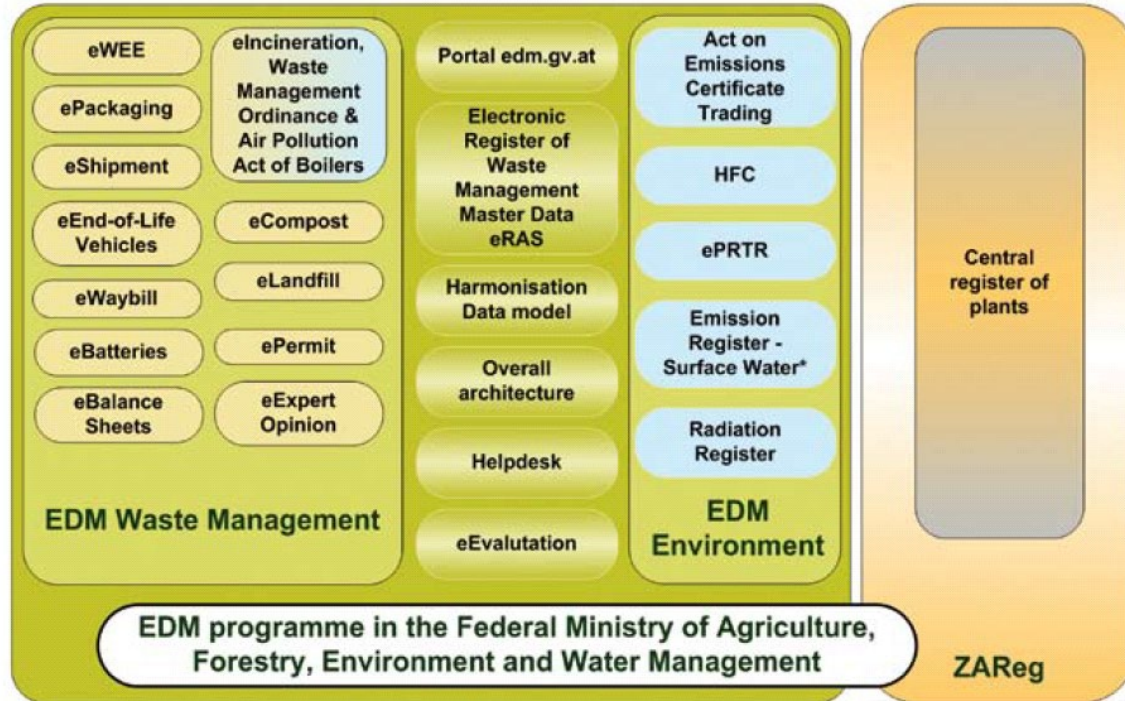 eWEE
ePackaging
eShipment
eEnd-of-Life
Vehicles
eWaybill
eBatteries
eBalance
Sheets
eIncineration,
Waste
Management
Ordinance &
Air Pollution
Act of Boilers
eCompost
eLandfill
ePermit
eExpert
Opinion
EDM Waste Management
Portal edm.gv.at
Electronic
Register of
Waste
Management
Master Data
eRAS
Harmonisation
Data model
Overall
architecture
Helpdesk
eEvalutation
Act on
Emissions
Certificate
Trading
HFC
ePRTR
Emission
Register -
Surface Water*
Radiation
Register
EDM
Environment
Central
register of
plants
ZAReg
EDM programme in the Federal Ministry of Agriculture,
Forestry, Environment and Water Management